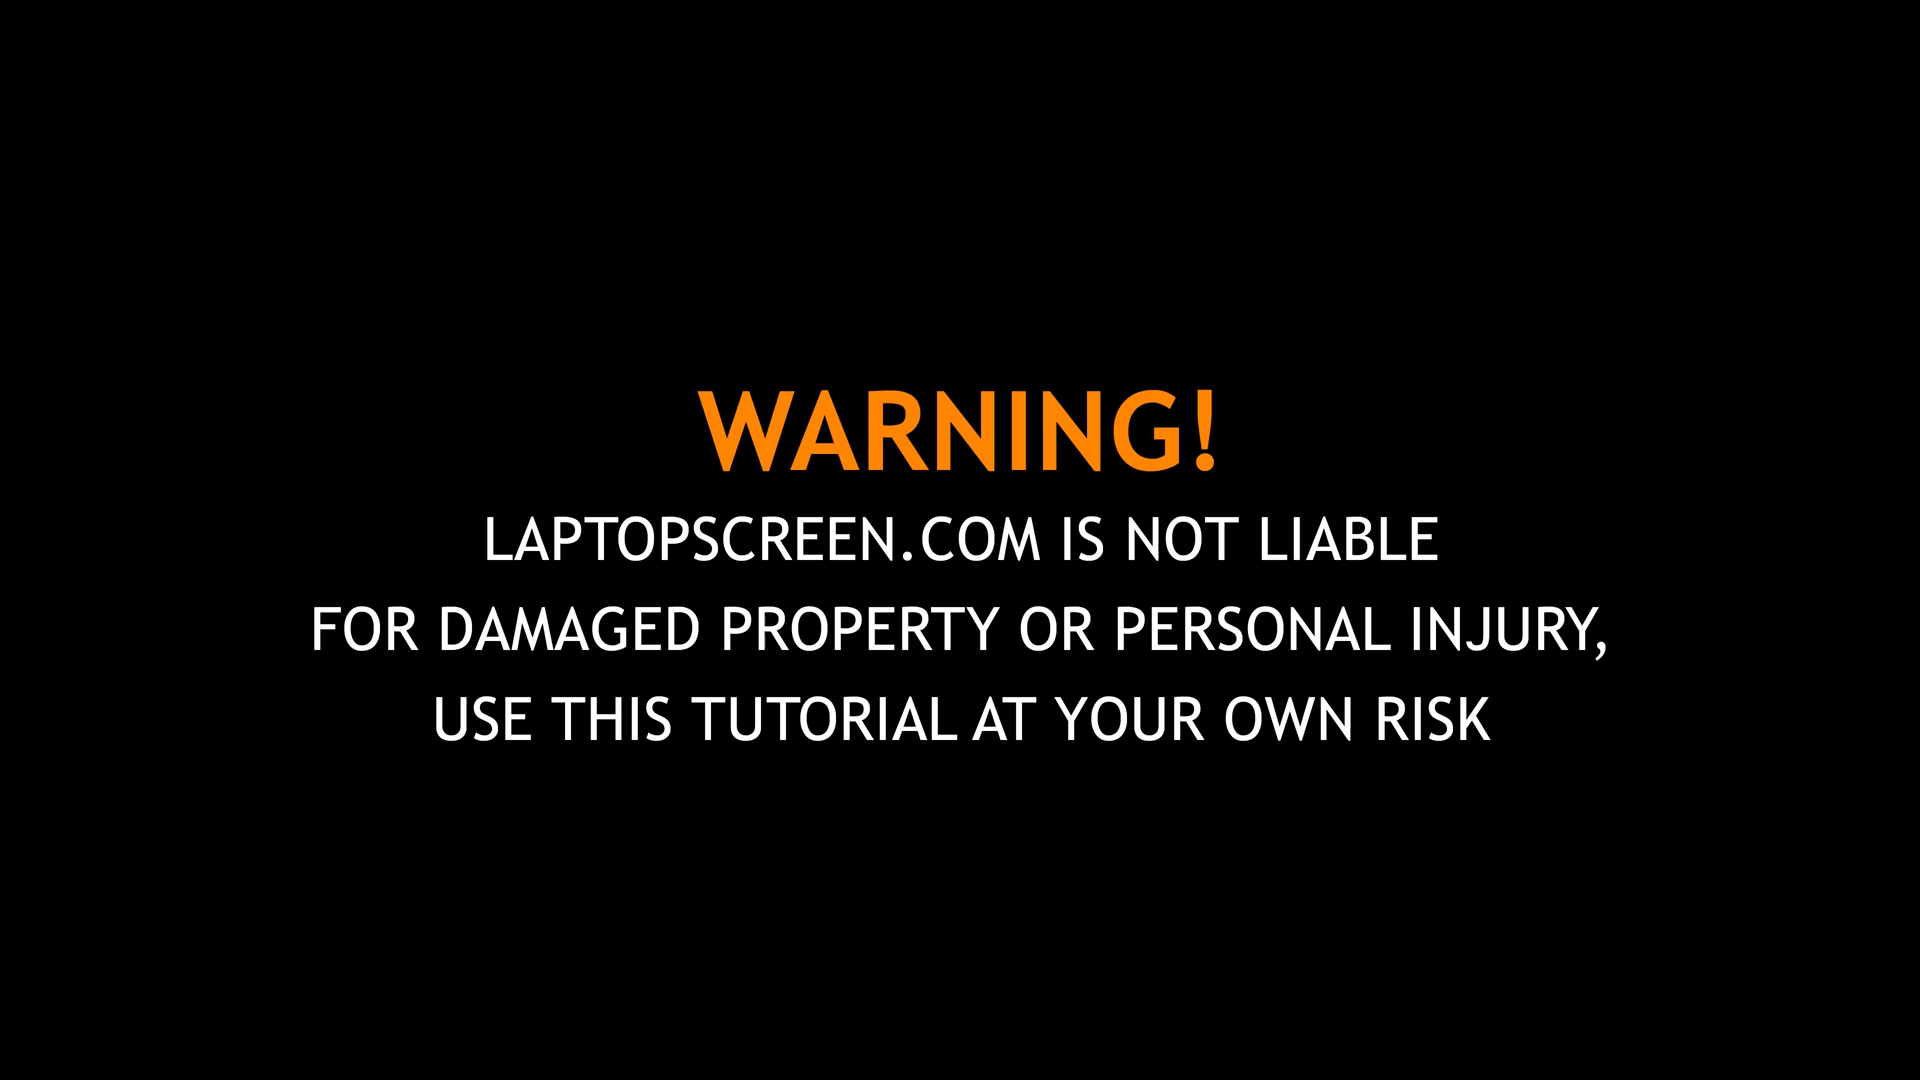 WARNING!
LAPTOPSCREEN.COM IS NOT LIABLE
FOR DAMAGED PROPERTY OR PERSONAL INJURY,
USE THIS TUTORIAL AT YOUR OWN RISK